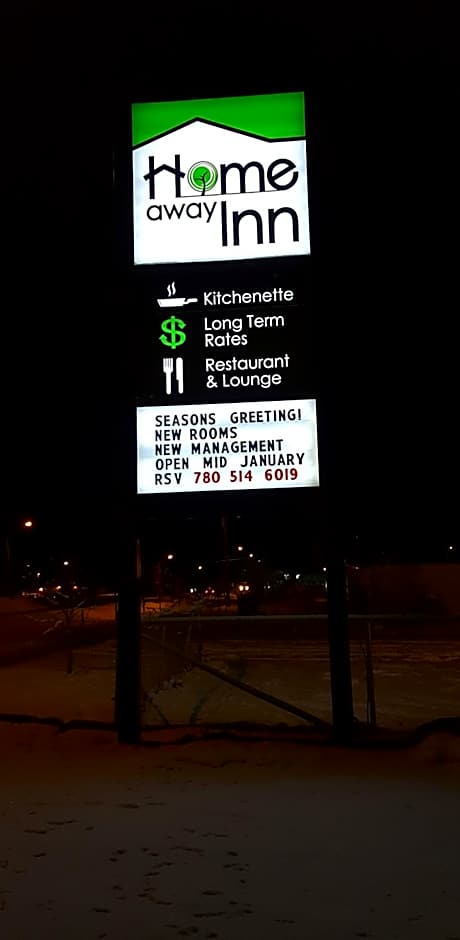 Home
away Inn
Kitchenette
$ Long Term
Rates
Restaurant
& Lounge
SEASONS GREETING!
NEW ROOMS
NEW MANAGEMENT
OPEN MID JANUARY
RSV 780 514 6019